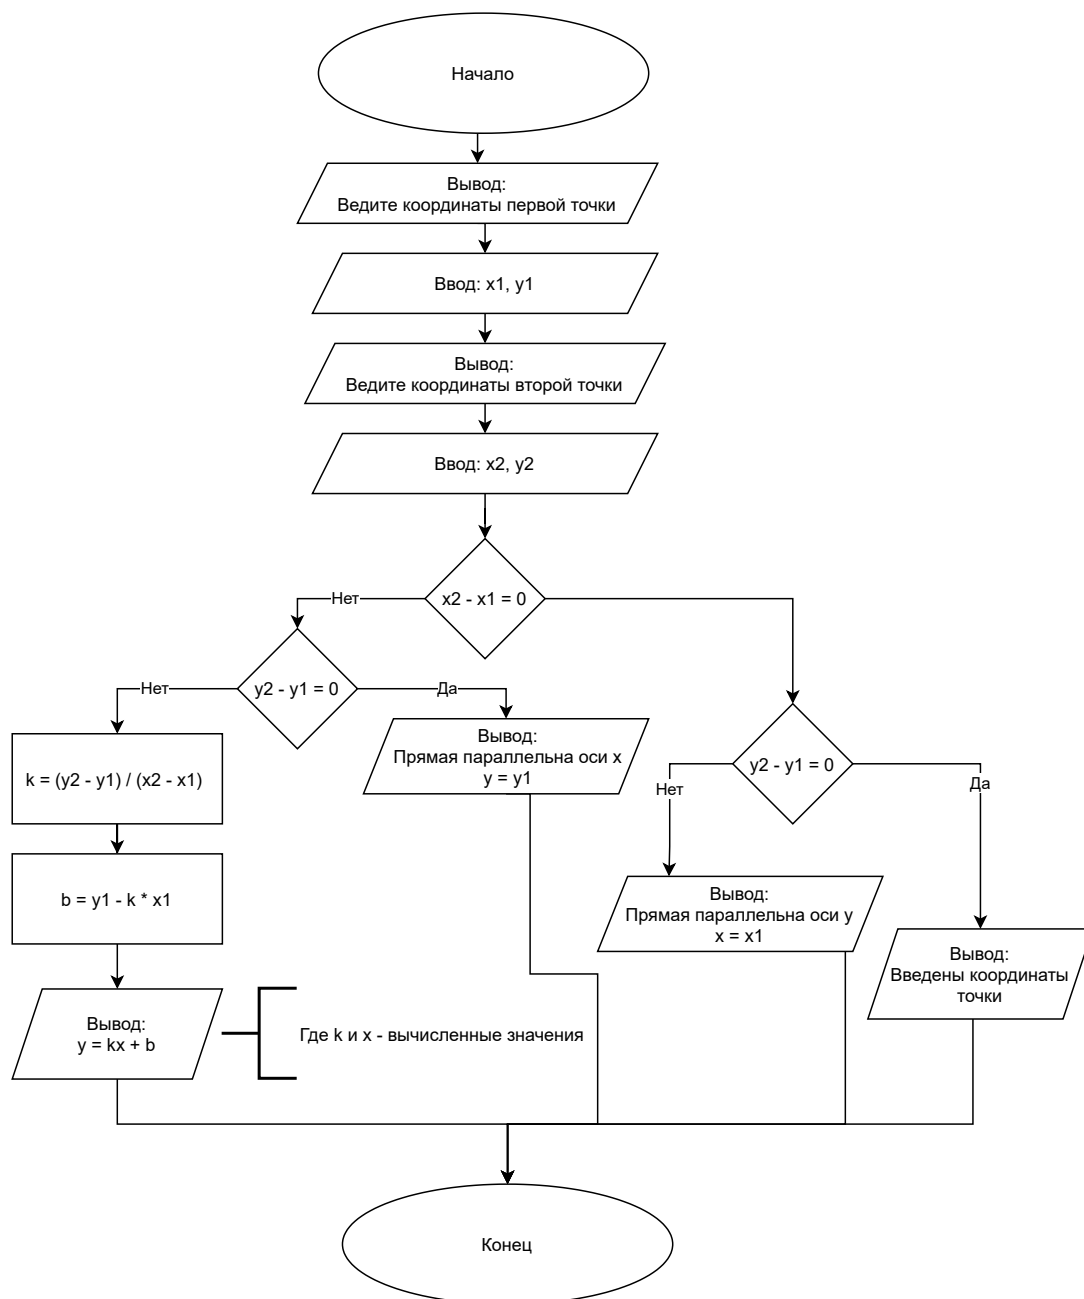 Начало
Вывод:
Ведите координаты первой точки
Ввод: x1, y1
Вывод:
Ведите координаты второй точки
Ввод: x2, y2
x2 - x1 = 0
Нет
y2 - y1 = 0
Нет
Да
k = (y2 - y1) / (x2 - x1)
b = y1 - k * x1
Вывод:
y = kx + b
Где k и x - вычисленные значения
Вывод:
Прямая параллельна оси x
y = y1
y2 - y1 = 0
Нет
Да
Вывод:
Прямая параллельна оси y
x = x1
Вывод:
Введены координаты
точки
Конец